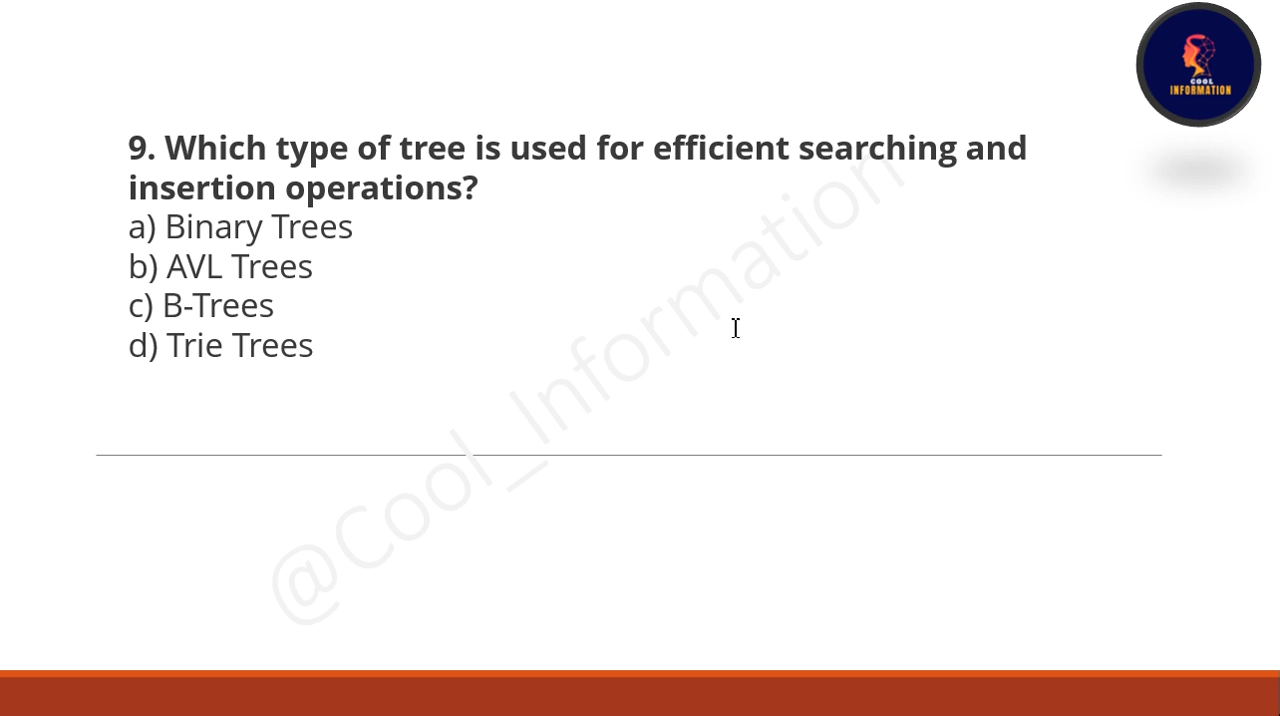 COOL
INFORMATION
9. Which type of tree is used for efficient searching and
insertion operations?
a) Binary Trees
b) AVL Trees
c) B-Trees
d) Trie Trees
@Cool_Information